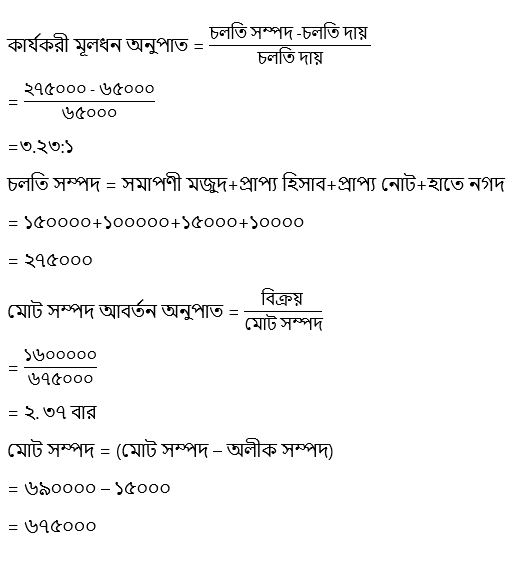 কার্যকরী মূলধন অনুপাত = চলতি সম্পদ -চলতি দায় / চলতি দায়
= ২৭৫০০০ - ৬৫০০০ / ৬৫০০০
=৩.২৩:১
চলতি সম্পদ = সমাপণী মজুদ+প্রাপ্য হিসাব+প্রাপ্য নোট+হাতে নগদ
= ১৫০০০০+১০০০০০+১৫০০০+১০০০০
= ২৭৫০০০
মোট সম্পদ আবর্তন অনুপাত = বিক্রয় / মোট সম্পদ
= ১৬০০০০০ / ৬৭৫০০০
= ২. ৩৭ বার
মোট সম্পদ = (মোট সম্পদ – অলীক সম্পদ)
= ৬৯০০০০ – ১৫০০০
= ৬৭৫০০০